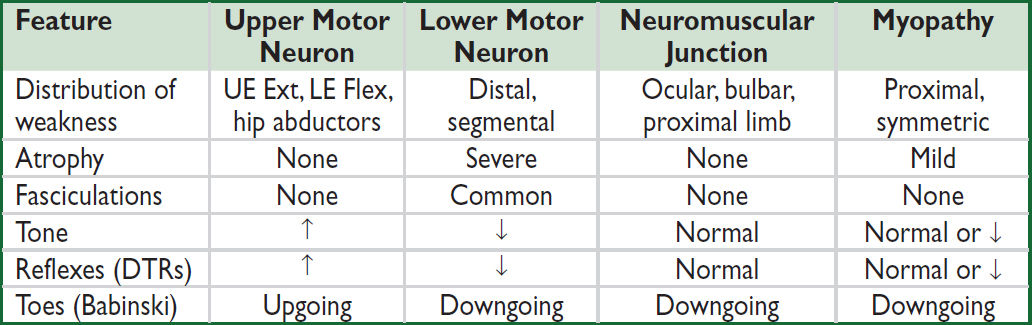 Feature Upper Motor Neuron Lower Motor Neuron Neuromuscular Junction Myopathy
Distribution of weakness UE Ext, LE Flex, hip abductors Distal, segmental Ocular, bulbar, proximal limb Proximal, symmetric
Atrophy None Severe None Mild
Fasciculations None Common None None
Tone ↑ ↓ Normal Normal or ↓
Reflexes (DTRs) ↑ ↓ Normal Normal or ↓
Toes (Babinski) Upgoing Downgoing Downgoing Downgoing